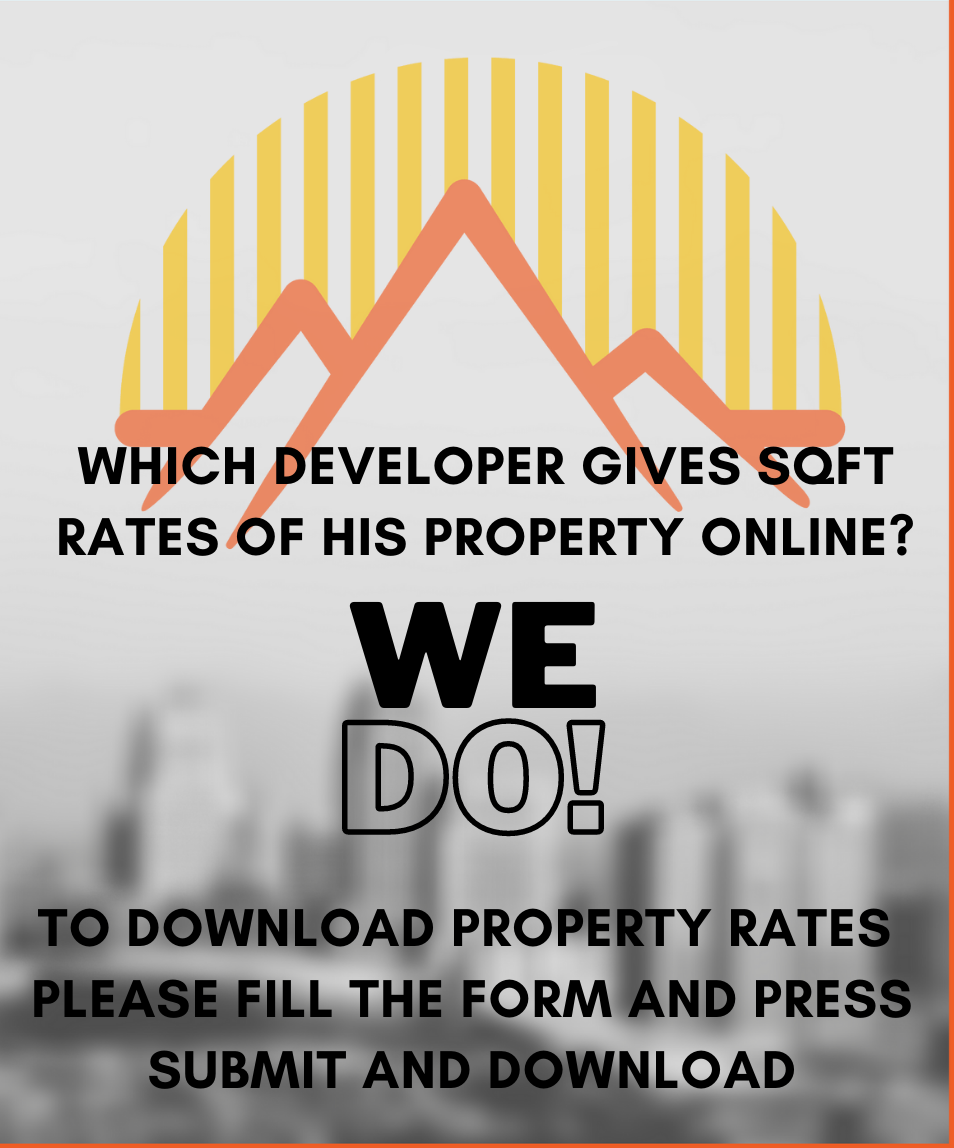 WHICH DEVELOPER GIVES SQFT
RATES OF HIS PROPERTY ONLINE?
WE
DO!
TO DOWNLOAD PROPERTY RATES
PLEASE FILL THE FORM AND PRESS
SUBMIT AND DOWNLOAD